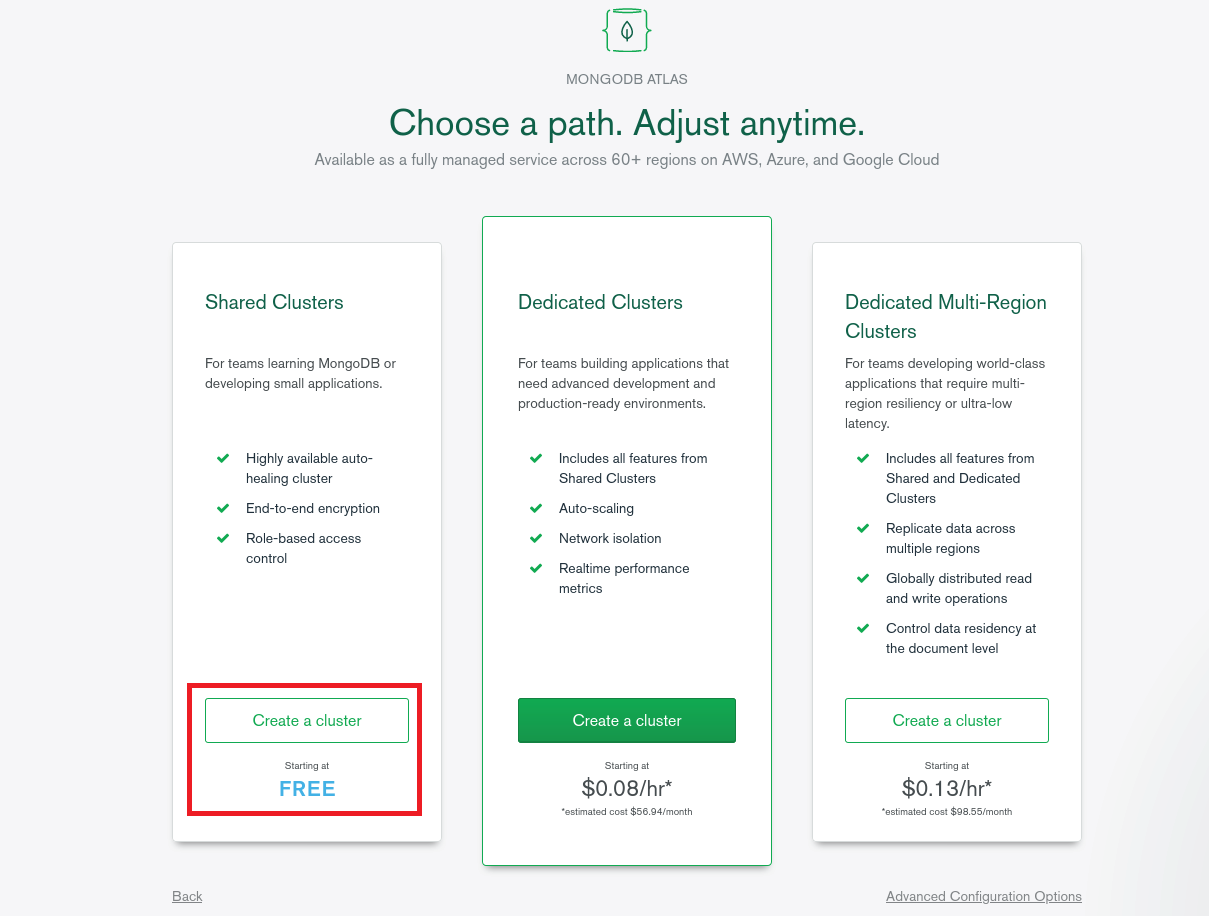 MONGODB ATLAS
Choose a path. Adjust anytime.
Available as a fully managed service across 60+ regions on AWS, Azure, and Google Cloud
Shared Clusters
For teams learning MongoDB or
developing small applications.
Highly available auto-
healing cluster
End-to-end encryption
Role-based access
control
Create a cluster
Starting at
FREE
Dedicated Clusters
For teams building applications that
need advanced development and
production-ready environments.
Includes all features from
Shared Clusters
Auto-scaling
Network isolation
Realtime performance
metrics
Create a cluster
Starting at
$0.08/hr*
*estimated cost $56.94/month
Dedicated Multi-Region
Clusters
For teams developing world-class
applications that require multi-
region resiliency or ultra-low
latency.
Includes all features from
Shared and Dedicated
Clusters
Replicate data across
multiple regions
Globally distributed read
and write operations
Control data residency at
the document level
Create a cluster
Starting at
$0.13/hr*
*estimated cost $98.55/month
Back
Advanced Configuration Options